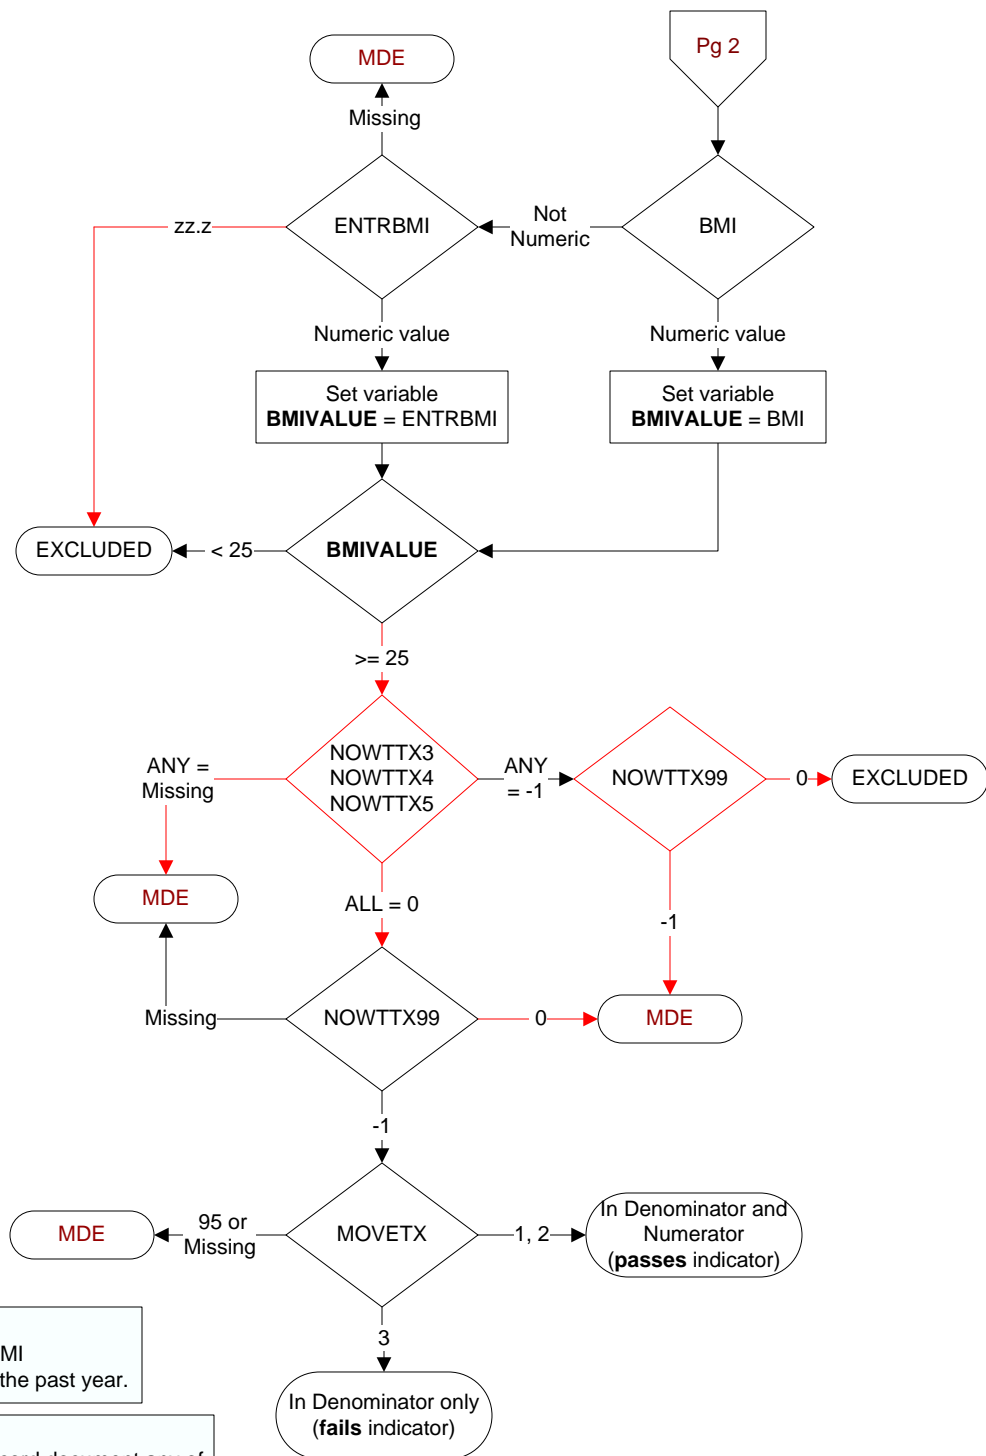 Pg 2
MDE
Missing
zz.z
ENTRBMI
Not
Numeric
BMI
Numeric value
Numeric value
Set variable
BMIVALUE = ENTRBMI
Set variable
BMIVALUE = BMI
EXCLUDED
< 25
BMIVALUE
>= 25
ANY =
Missing
NOWTTX3
NOWTTX4
NOWTTX5
ANY
= -1
NOWTTX99
0
EXCLUDED
MDE
ALL = 0
-1
Missing
NOWTTX99
0
MDE
-1
MDE
95 or
Missing
MOVETX
1, 2
In Denominator and
Numerator
(passes indicator)
3
In Denominator only
(fails indicator)
MI
the past year.
document any of